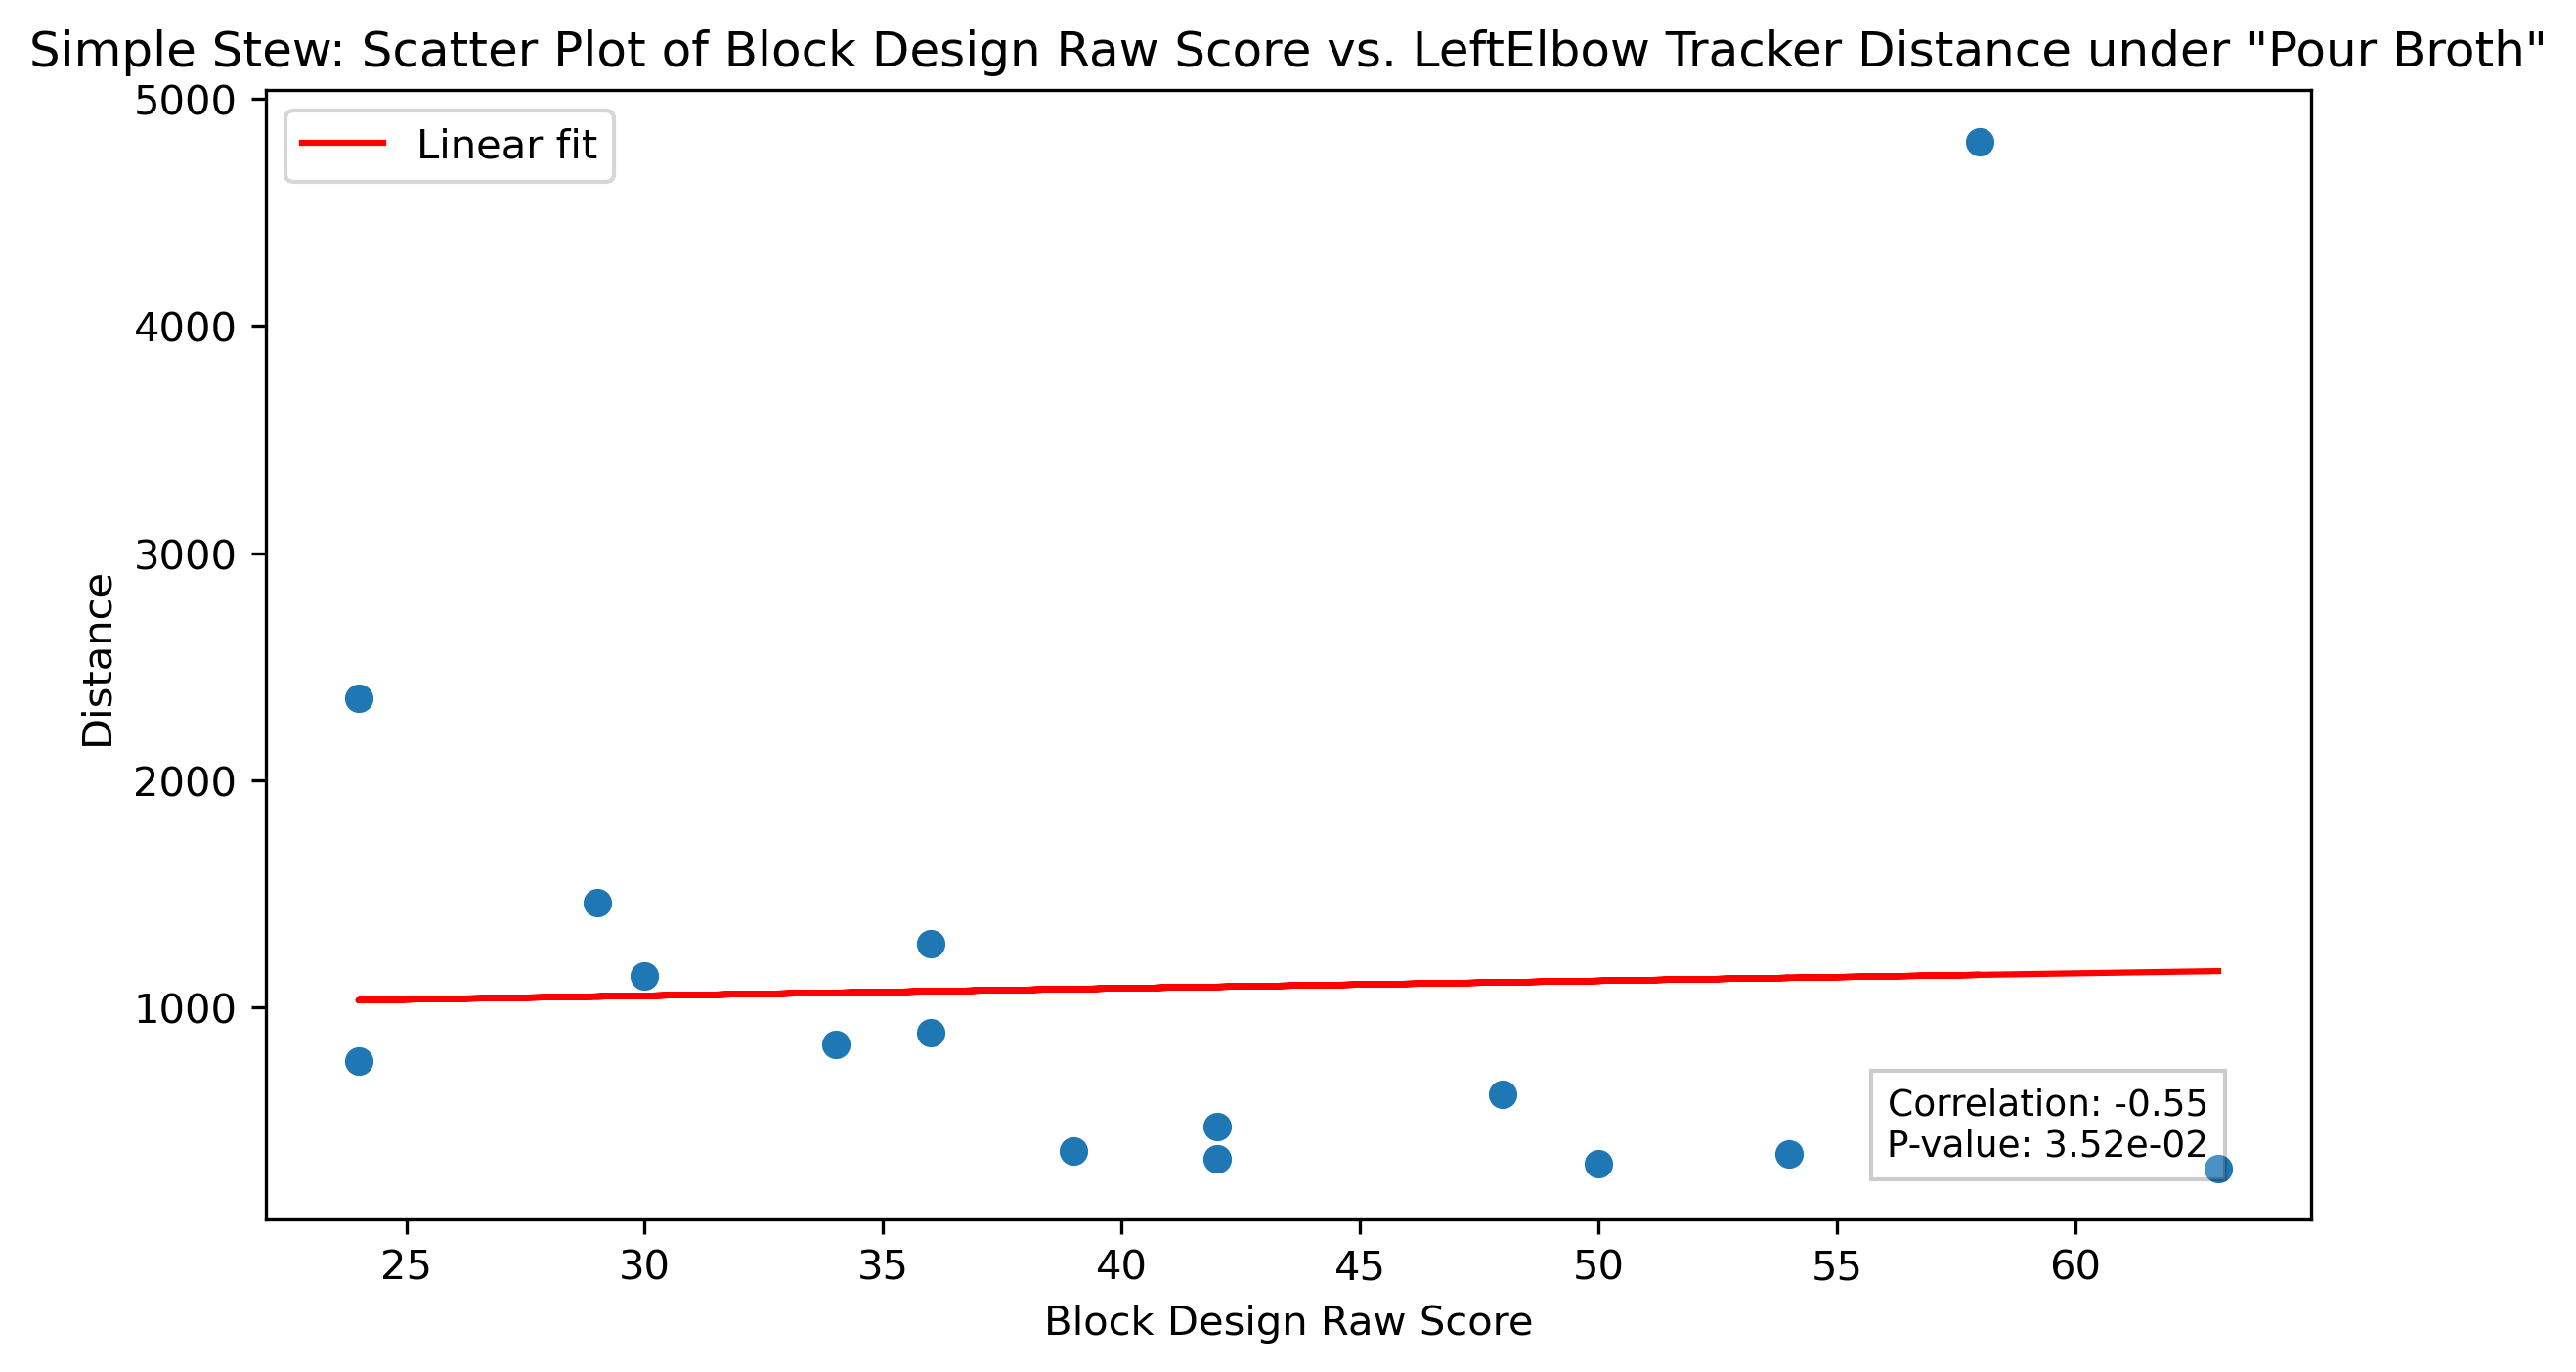 Simple Stew: Scatter Plot of Block Design Raw Score vs. LeftElbow Tracker Distance under "Pour Broth"
Linear fit
5000
4000
3000
2000
1000
Distance
Correlation: -0.55
P-value: 3.52e-02
25 30 35 40 45 50 55 60
Block Design Raw Score